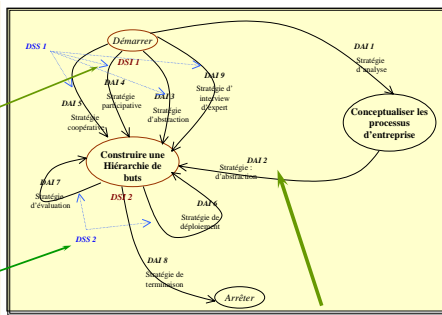 Démarrer
DAI 1
Stratégie
d'analyse
DSS 1
DSI 1
DAI 4
Stratégie
participative
DAI 3
Stratégie
d'abstraction
DAI 9
Stratégie d'
interview
d'expert
DAI 5
Stratégie
coopérative
Conceptualiser les
processus
d'entreprise
Construire une
Hiérarchie de
buts
DAI 2
Stratégie :
d'abstraction
DAI 7
Stratégie
d'évaluation
DSI 2
DAI 6
Stratégie de
déploiement
DSS 2
DAI 8
Stratégie de
terminaison
Arrêter